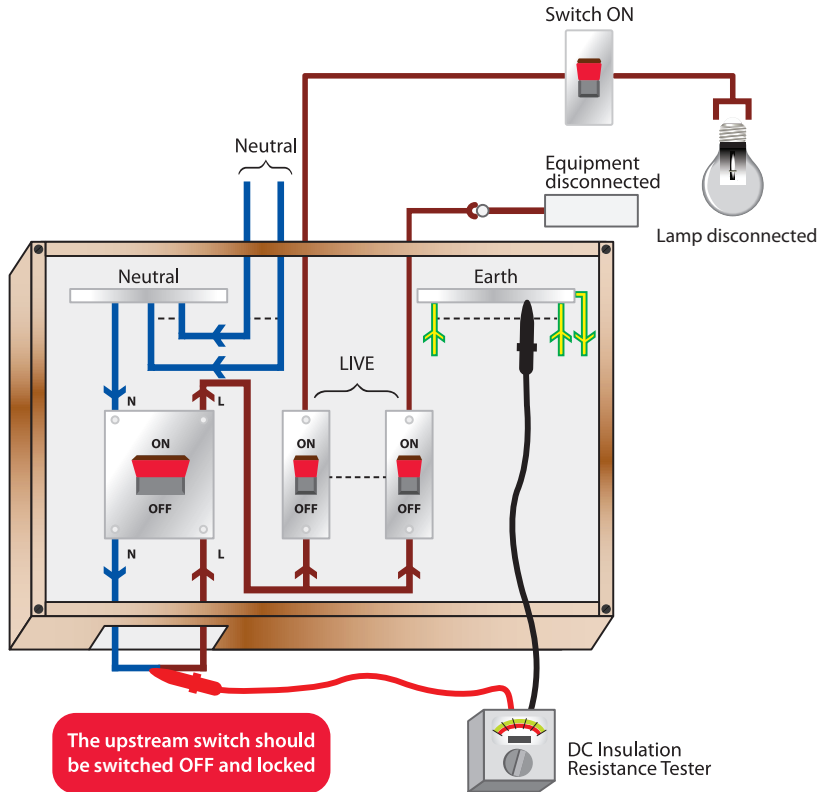 Switch ON
Neutral
Equipment
disconnected
Lamp disconnected
Neutral
Earth
LIVE
N
L
ON
OFF
ON
OFF
ON
OFF
N
L
The upstream switch should
be switched OFF and locked
DC Insulation
Resistance Tester